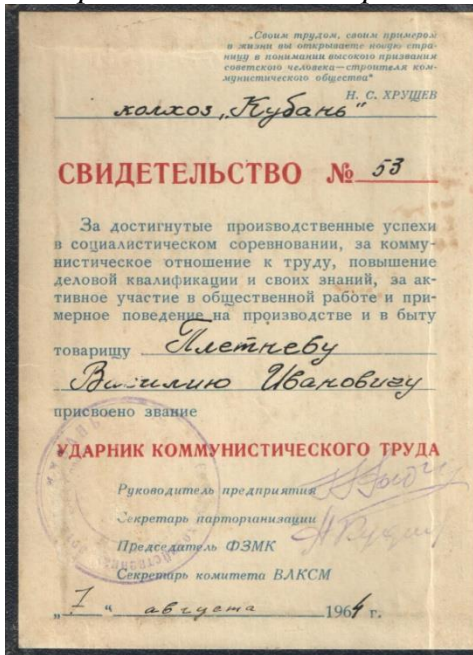 „Своим трудом, своим примером
в жизни вы открываете новую стра-
ницу в понимании высокого призвания
советского человека—строителя ком-
мунистического общества“
Н. С. ХРУЩЕВ
колхоз „Кубань“
СВИДЕТЕЛЬСТВО № 53
За достигнутые производственные успехи
в социалистическом соревновании, за комму-
нистическое отношение к труду, повышение
деловой квалификации и своих знаний, за ак-
тивное участие в общественной работе и при-
мерное поведение на производстве и в быту
товарищу Плетневу
Василию Ивановичу
присвоено звание
УДАРНИК КОММУНИСТИЧЕСКОГО ТРУДА
Руководитель предприятия
Секретарь парторганизации
Председатель ФЗМК
Секретарь комитета ВЛКСМ
„7“ августа 1964 г.